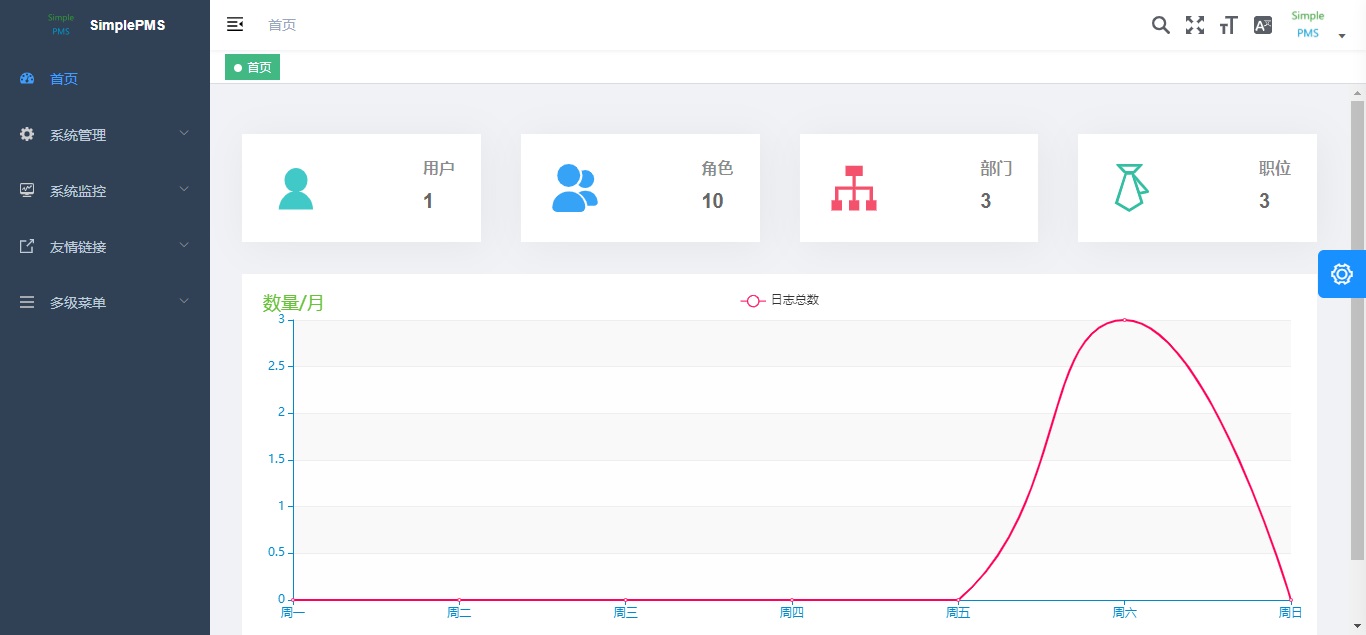 Simple
PMS
SimplePMS
首页
系统管理
系统监控
友情链接
多级菜单
首页
Simple
PMS
首页
用户
1
角色
10
部门
3
职位
3
数量/月
日志总数
3
2.5
2
1.5
1
0.5
0
周一 周二 周三 周四 周五 周六 周日